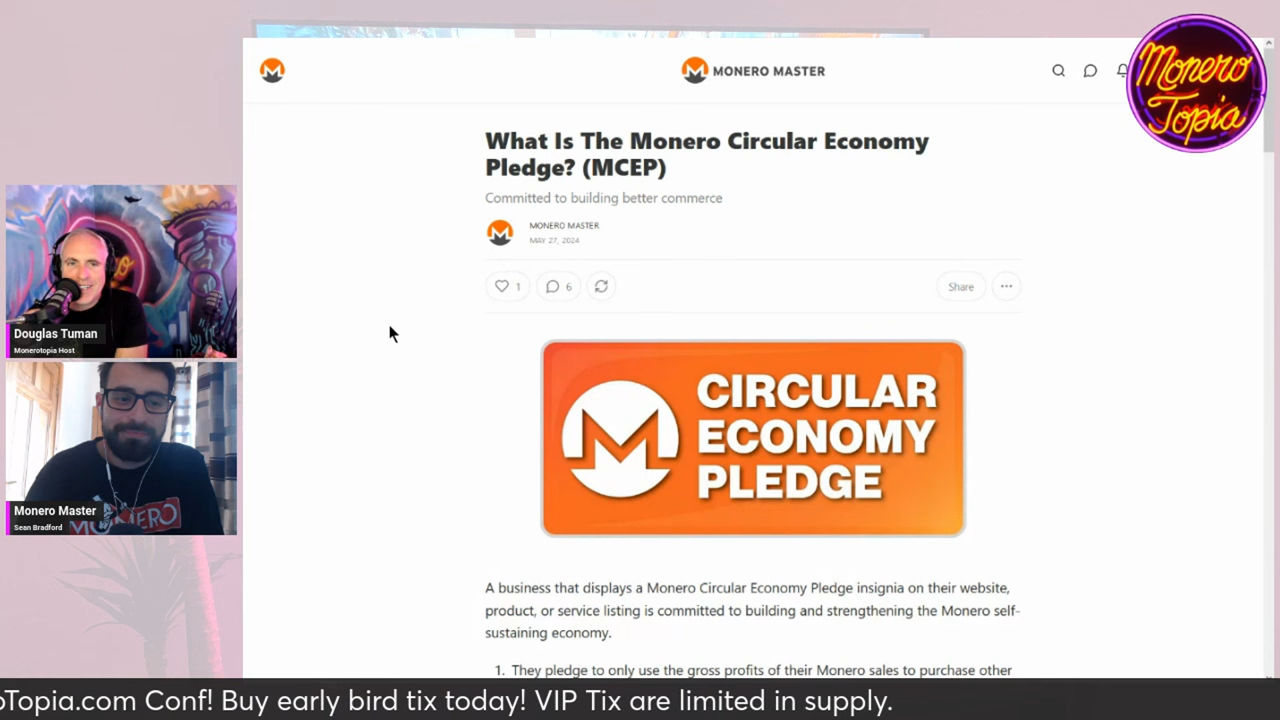 MONERO MASTER
Monero
Topia
What Is The Monero Circular Economy
Pledge? (MCEP)
Committed to building better commerce
MONERO MASTER
MAY 27, 2024
1
6
Share
CIRCULAR
ECONOMY
PLEDGE
A business that displays a Monero Circular Economy Pledge insignia on their website,
product, or service listing is committed to building and strengthening the Monero self-
sustaining economy.
1. They pledge to only use the gross profits of their Monero sales to purchase other
Douglas Tuman
Monerotopia Host
MONERO
Monero Master
Sean Bradford
oTopia.com Conf! Buy early bird tix today! VIP Tix are limited in supply.